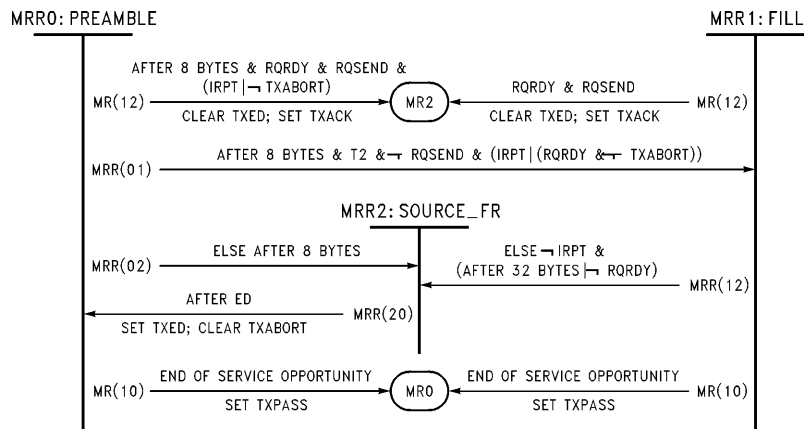 MRR0: PREAMBLE
MRR1: FILL
AFTER 8 BYTES & RQRDY & RQSEND &
(IRPT|¬ TXABORT)
MR(12)
CLEAR TXED; SET TXACK
MR2
RQRDY & RQSEND
CLEAR TXED; SET TXACK
MR(12)
AFTER 8 BYTES & T2 &¬ RQSEND & (IRPT|(RQRDY &¬ TXABORT))
MRR(01)
MRR2: SOURCE_FR
ELSE AFTER 8 BYTES
MRR(02)
ELSE ¬ IRPT &
(AFTER 32 BYTES|¬ RQRDY)
MRR(12)
AFTER ED
MRR(20)
SET TXED; CLEAR TXABORT
END OF SERVICE OPPORTUNITY
MR(10)
SET TXPASS
MR0
END OF SERVICE OPPORTUNITY
SET TXPASS
MR(10)